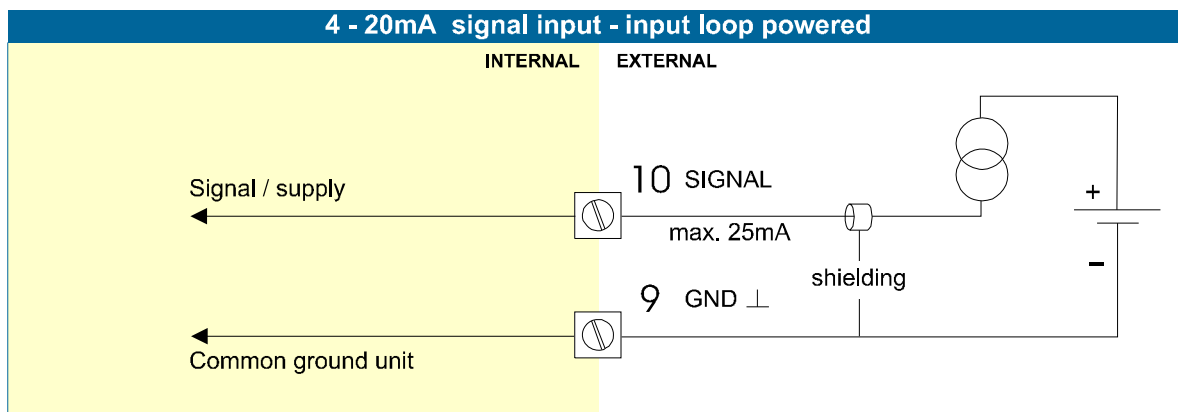 4 - 20mA signal input - input loop powered
INTERNAL EXTERNAL
10 SIGNAL
Signal / supply
+
max. 25mA
-
shielding
9 GND ⊥
Common ground unit